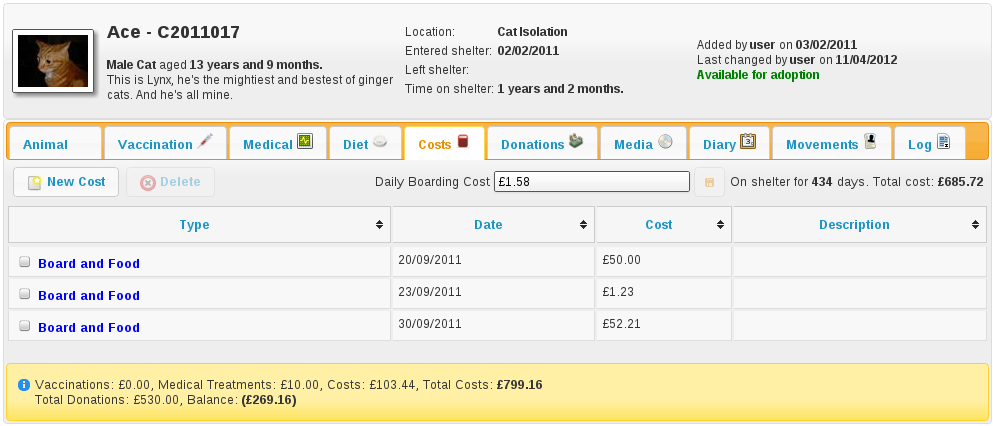 Ace - C2011017
Male Cat aged 13 years and 9 months.
This is Lynx, he's the mightiest and bestest of ginger
cats. And he's all mine.
Location: Cat Isolation
Entered shelter: 02/02/2011
Left shelter:
Time on shelter: 1 years and 2 months.
Added by user on 03/02/2011
Last changed by user on 11/04/2012
Available for adoption
Animal Vaccination Medical Diet Costs Donations Media Diary Movements Log
New Cost Delete Daily Boarding Cost £1.58 On shelter for 434 days. Total cost: £685.72
Type Date Cost Description
Board and Food 20/09/2011 £50.00
Board and Food 23/09/2011 £1.23
Board and Food 30/09/2011 £52.21
Vaccinations: £0.00, Medical Treatments: £10.00, Costs: £103.44, Total Costs: £799.16
Total Donations: £530.00, Balance: (£269.16)